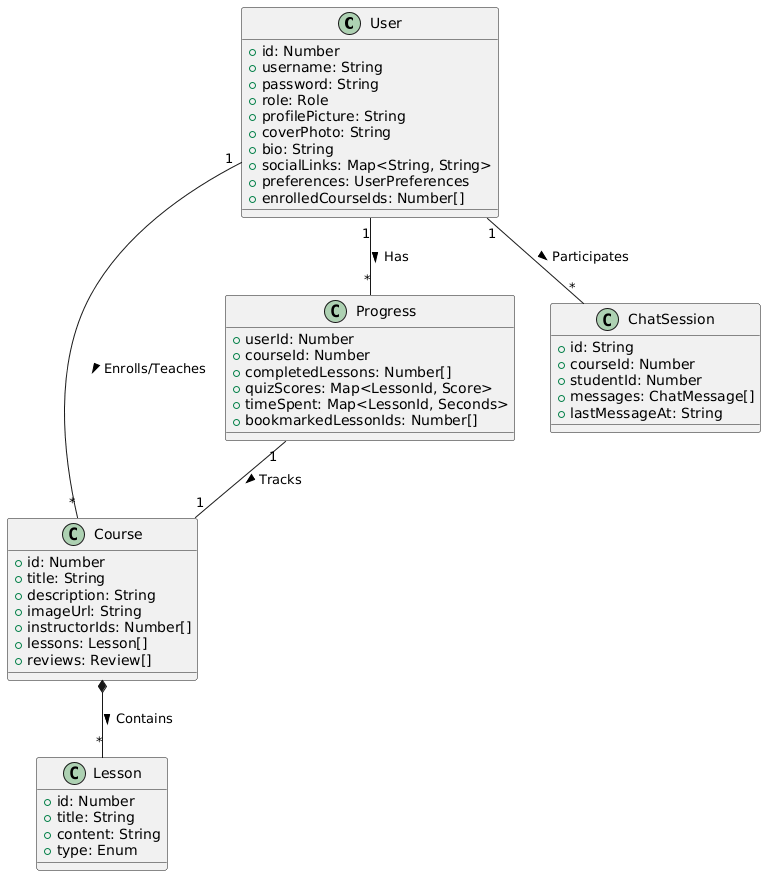 C User
id: Number
username: String
password: String
role: Role
profilePicture: String
coverPhoto: String
bio: String
socialLinks: Map<String, String>
preferences: UserPreferences
enrolledCourseIds: Number[]
1
1
1
Has
Participates
*
*
C Progress
userId: Number
courseId: Number
completedLessons: Number[]
quizScores: Map<LessonId, Score>
timeSpent: Map<LessonId, Seconds>
bookmarkedLessonIds: Number[]
C ChatSession
id: String
courseId: Number
studentId: Number
messages: ChatMessage[]
lastMessageAt: String
Enrolls/Teaches
1
Tracks
*
1
C Course
id: Number
title: String
description: String
imageUrl: String
instructorIds: Number[]
lessons: Lesson[]
reviews: Review[]
Contains
*
C Lesson
id: Number
title: String
content: String
type: Enum